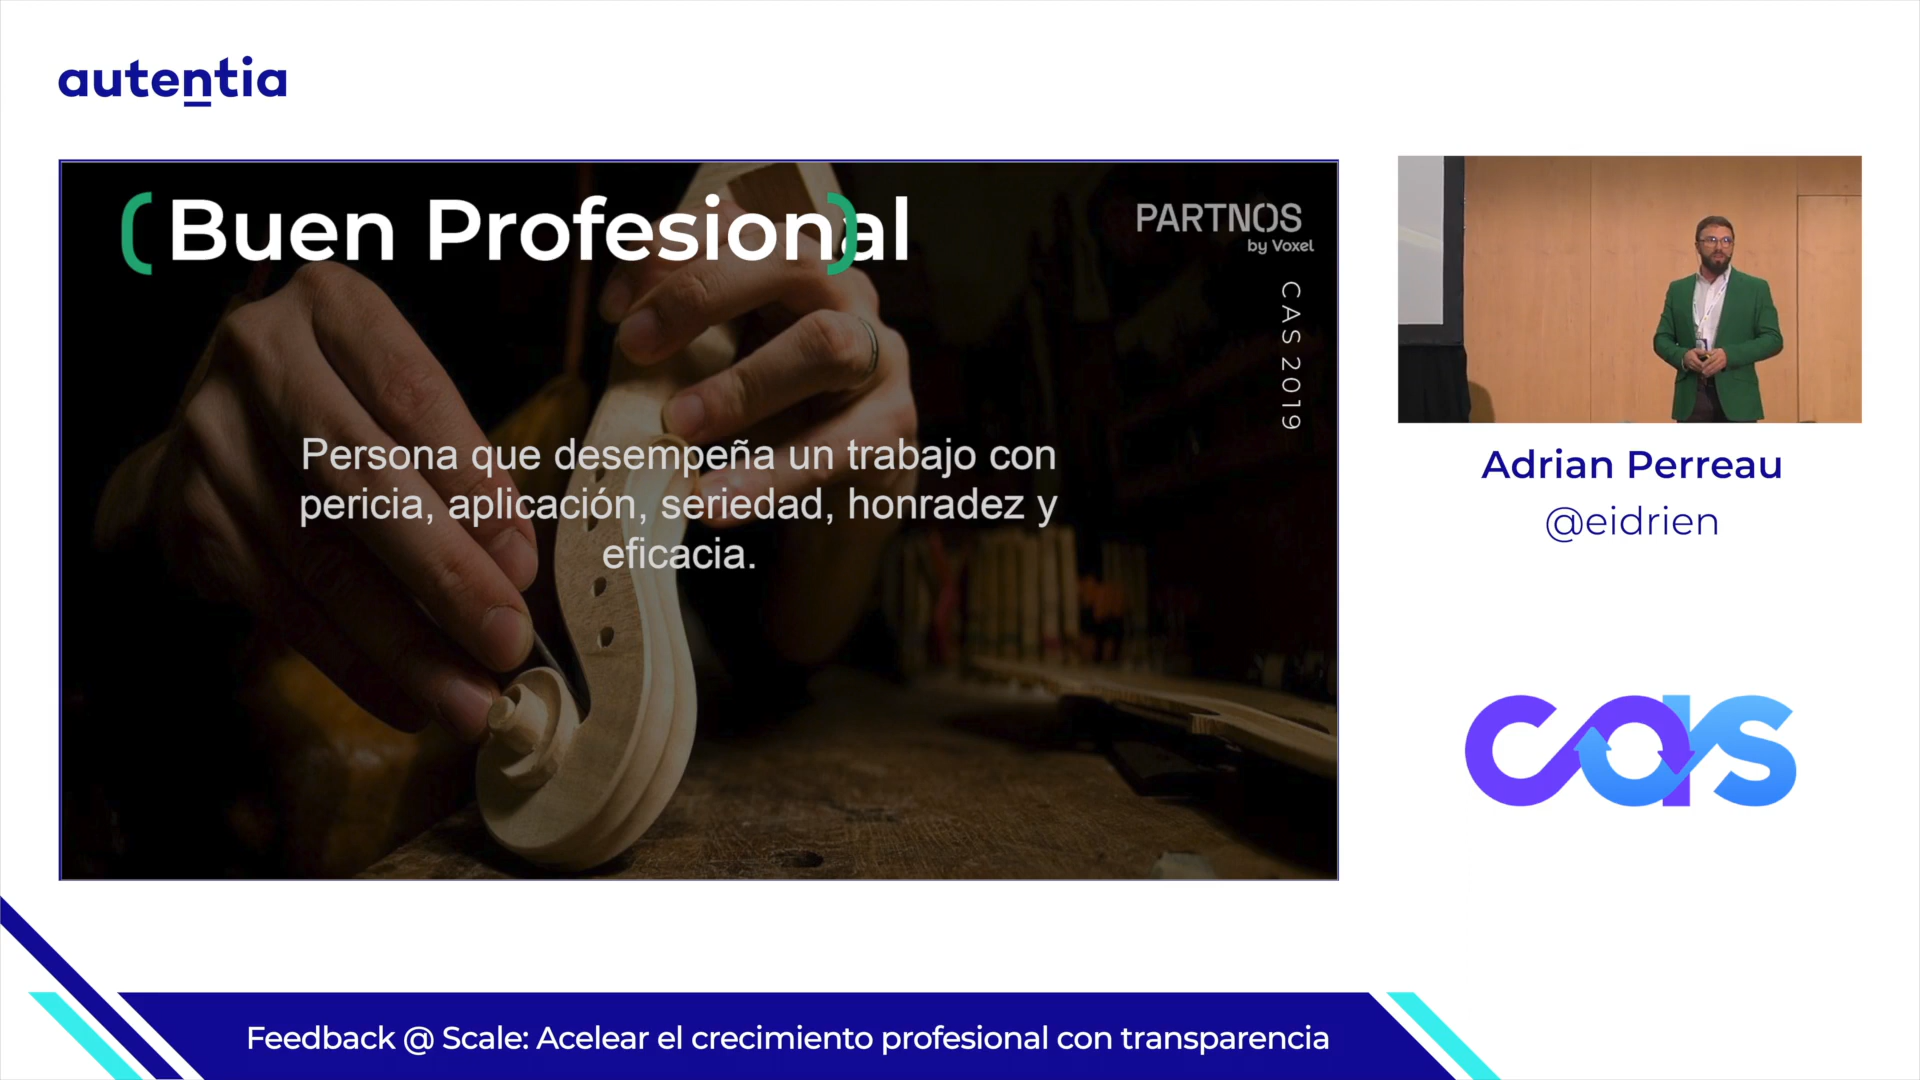 autentia
(Buen Profesional)
PARTNOS
by Voxel
CAS 2019
Persona que desempeña un trabajo con
pericia, aplicación, seriedad, honradez y
eficacia.
Adrian Perreau
@eidrien
cas
Feedback @ Scale: Acelear el crecimiento profesional con transparencia